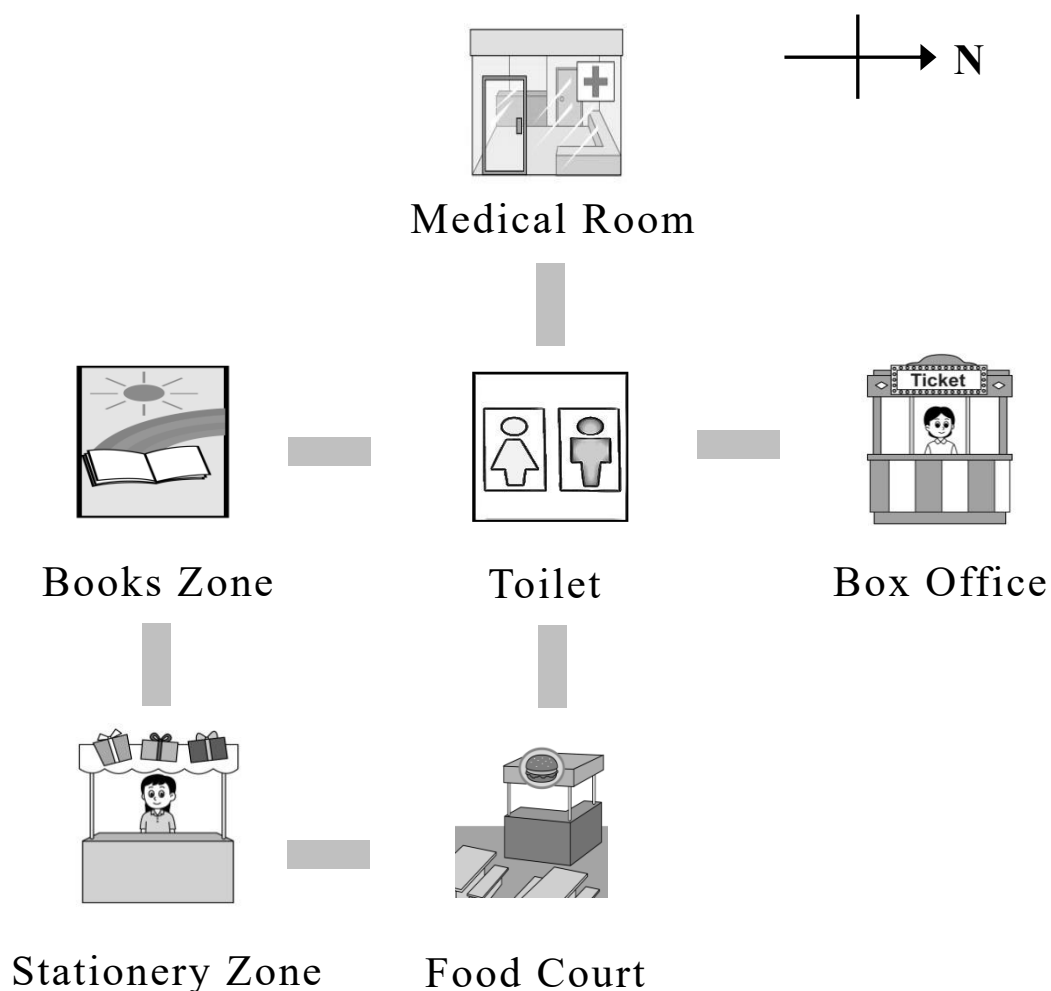 N
Medical Room
Ticket
Books Zone
Toilet
Box Office
Stationery Zone
Food Court